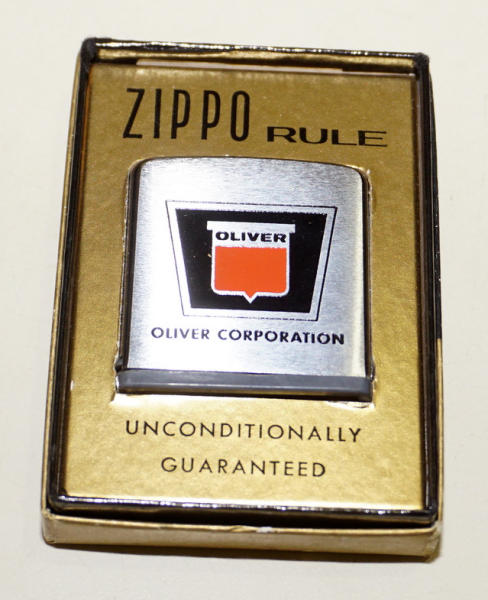 ZIPPO RULE
OLIVER
OLIVER CORPORATION
UNCONDITIONALLY
GUARANTEED